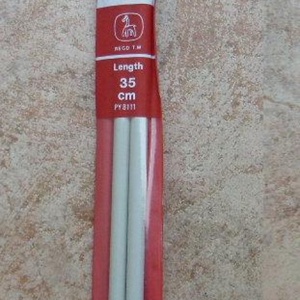 REGD T.M
Length
35
cm
PY3111